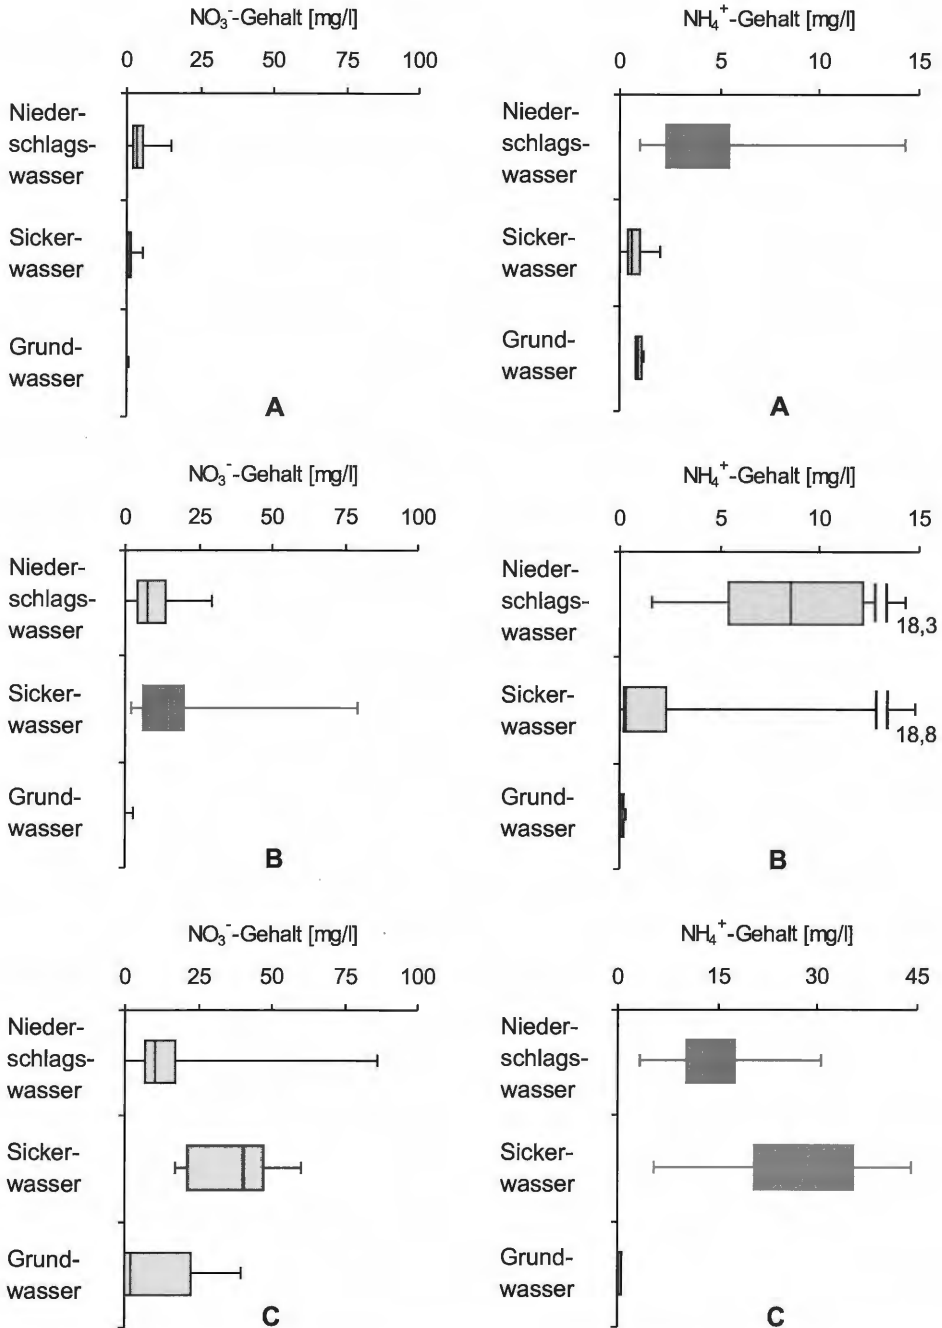 NO₃⁻-Gehalt [mg/l]
0 25 50 75 100
Nieder-
schlags-
wasser
Sicker-
wasser
Grund-
wasser
A
NH₄⁺-Gehalt [mg/l]
0 5 10 15
Nieder-
schlags-
wasser
Sicker-
wasser
Grund-
wasser
A
NO₃⁻-Gehalt [mg/l]
0 25 50 75 100
Nieder-
schlags-
wasser
Sicker-
wasser
Grund-
wasser
B
NH₄⁺-Gehalt [mg/l]
0 5 10 15
Nieder-
schlags-
wasser
18,3
Sicker-
wasser
18,8
Grund-
wasser
B
NO₃⁻-Gehalt [mg/l]
0 25 50 75 100
Nieder-
schlags-
wasser
Sicker-
wasser
Grund-
wasser
C
NH₄⁺-Gehalt [mg/l]
0 15 30 45
Nieder-
schlags-
wasser
Sicker-
wasser
Grund-
wasser
C